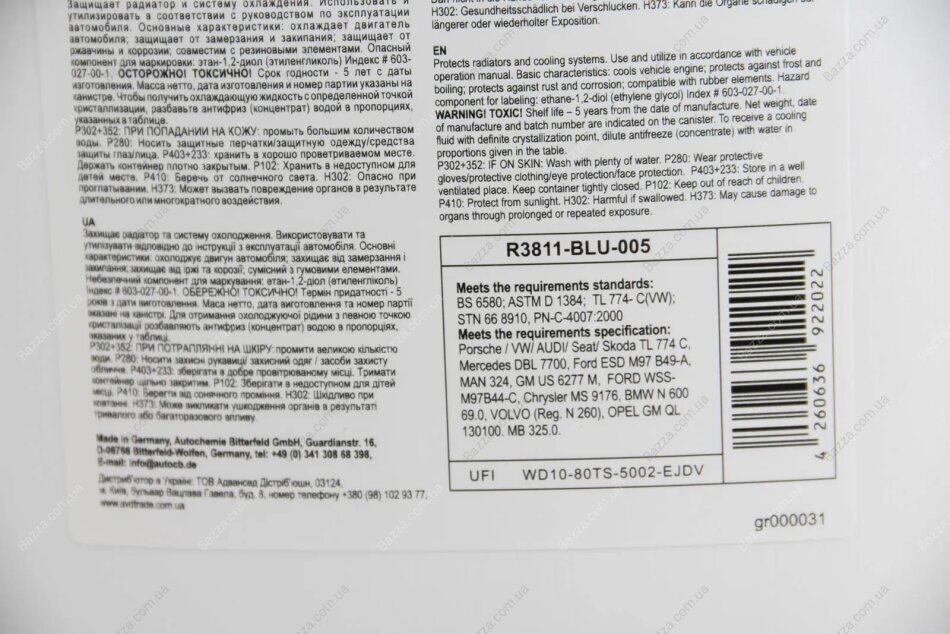 Защищает радиатор и систему охлаждения. Использовать и
утилизировать в соответствии с руководством по эксплуатации
автомобиля. Основные характеристики: охлаждает двигатель
автомобиля; защищает от замерзания и закипания; защищает от
ржавчины и коррозии; совместим с резиновыми элементами. Опасный
компонент для маркировки: этан-1,2-диол (этиленгликоль) Индекс # 603-
027-00-1. ОСТОРОЖНО! ТОКСИЧНО! Срок годности - 5 лет с даты
изготовления. Масса нетто, дата изготовления и номер партии указаны на
канистре. Чтобы получить охлаждающую жидкость с определенной точкой
кристаллизации, разбавьте антифриз (концентрат) водой в пропорциях,
указанных в таблице.
P302+352: ПРИ ПОПАДАНИИ НА КОЖУ: промыть большим количеством
воды. P280: Носить защитные перчатки/защитную одежду/средства
защиты глаз/лица. P403+233: хранить в хорошо проветриваемом месте.
Держать контейнер плотно закрытым. P102: Хранить в недоступном для
детей месте. P410: Беречь от солнечного света. H302: Опасно при
проглатывании. H373: Может вызвать повреждение органов в результате
длительного или многократного воздействия.
UA
Захищає радіатор та систему охолодження. Використовувати та
утилізувати відповідно до інструкції з експлуатації автомобіля. Основні
характеристики: охолоджує двигун автомобіля; захищає від замерзання і
закипання; захищає від іржі та корозії; сумісний з гумовими елементами.
Небезпечний компонент для маркування: етан-1,2-діол (етиленгліколь)
Індекс # 603-027-00-1. ОБЕРЕЖНО! ТОКСИЧНО! Термін придатності - 5
років з дати виготовлення. Маса нетто, дата виготовлення та номер партії
вказані на каністрі. Для отримання охолоджуючої рідини з певною точкою
кристалізації розбавляють антифриз (концентрат) водою в пропорціях,
вказаних у таблиці.
P302+352: ПРИ ПОТРАПЛЯННІ НА ШКІРУ: промити великою кількістю
води. P280: Носити захисні рукавиці/ захисний одяг / засоби захисту
обличчя. P403+233: зберігати в добре провітрюваному місці. Тримати
контейнер щільно закритим. P102: Зберігати в недоступном для дітей
місці. P410: Берегти від сонячного проміння. H302: Шкідливо при
ковтанні. H373: Може викликати ушкодження органів в результаті
тривалого або багаторазового впливу.
Made in Germany, Autochemie Bitterfeld GmbH, Guardianstr. 16,
D-06766 Bitterfeld-Wolfen, Germany, tel: +49 (0) 341 308 68 398,
E-mail: info@autocb.de
Дистриб'ютор в Україні: ТОВ Адванова Дистріб'юшн, 03124,
м. Київ, бульвар Вацлава Гавела, буд. 8, номер телефону +380 (98) 102 93 77,
www.avdtrade.com.ua
H302: Gesundheitsschädlich bei Verschlucken. H373: Kann die Organe schädigen bei
längerer oder wiederholter Exposition.
EN
Protects radiators and cooling systems. Use and utilize in accordance with vehicle
operation manual. Basic characteristics: cools vehicle engine; protects against frost and
boiling; protects against rust and corrosion; compatible with rubber elements. Hazard
component for labeling: ethane-1,2-diol (ethylene glycol) Index # 603-027-00-1.
WARNING! TOXIC! Shelf life – 5 years from the date of manufacture. Net weight, date
of manufacture and batch number are indicated on the canister. To receive a cooling
fluid with definite crystallization point, dilute antifreeze (concentrate) with water in
proportions given in the table.
P302+352: IF ON SKIN: Wash with plenty of water. P280: Wear protective
gloves/protective clothing/eye protection/face protection. P403+233: Store in a well
ventilated place. Keep container tightly closed. P102: Keep out of reach of children.
P410: Protect from sunlight. H302: Harmful if swallowed. H373: May cause damage to
organs through prolonged or repeated exposure.
R3811-BLU-005
Meets the requirements standards:
BS 6580; ASTM D 1384; TL 774- C(VW);
STN 66 8910, PN-C-4007:2000
Meets the requirements specification:
Porsche / VW/ AUDI/ Seat/ Skoda TL 774 C,
Mercedes DBL 7700, Ford ESD M97 B49-A,
MAN 324, GM US 6277 M, FORD WSS-
M97B44-C, Chrysier MS 9176, BMW N 600
69.0, VOLVO (Reg. N 260), OPEL GM QL
130100. MB 325.0.
UFI WD10-80TS-5002-EJDV
4 260636 922022
gr000031